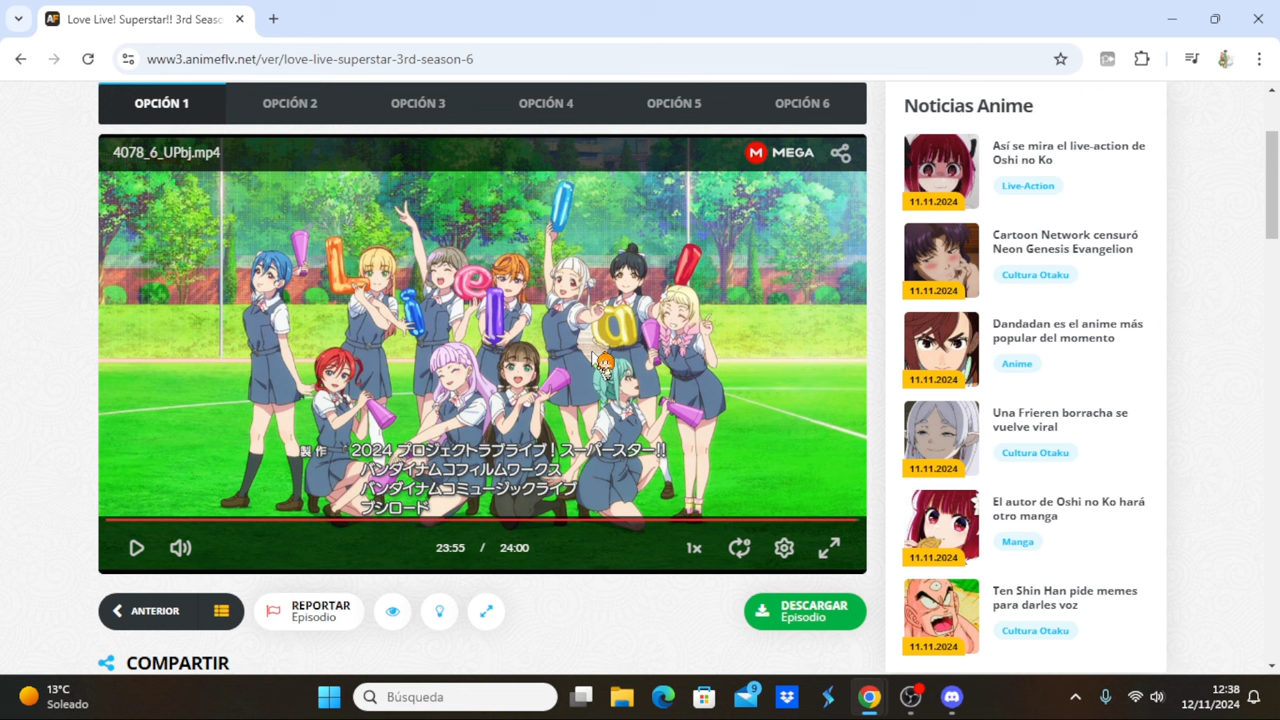 Love Live! Superstar!! 3rd Seaso
www3.animeflv.net/ver/love-live-superstar-3rd-season-6
OPCIÓN 1
OPCIÓN 2
OPCIÓN 3
OPCIÓN 4
OPCIÓN 5
OPCIÓN 6
4078_6_UPbj.mp4
MEGA
製作 2024 プロジェクトラブライブ!スーパースター!!
バンダイナムコフィルムワークス
バンダイナムコミュージックライブ
ブシロード
23:55 / 24:00
1x
ANTERIOR
REPORTAR
Episodio
DESCARGAR
Episodio
COMPARTIR
Noticias Anime
Así se mira el live-action de
Oshi no Ko
Live-Action
11.11.2024
Cartoon Network censuró
Neon Genesis Evangelion
Cultura Otaku
11.11.2024
Dandadan es el anime más
popular del momento
Anime
11.11.2024
Una Frieren borracha se
vuelve viral
Cultura Otaku
11.11.2024
El autor de Oshi no Ko hará
otro manga
Manga
11.11.2024
Ten Shin Han pide memes
para darles voz
Cultura Otaku
11.11.2024
13°C
Soleado
Búsqueda
9
12:38
12/11/2024